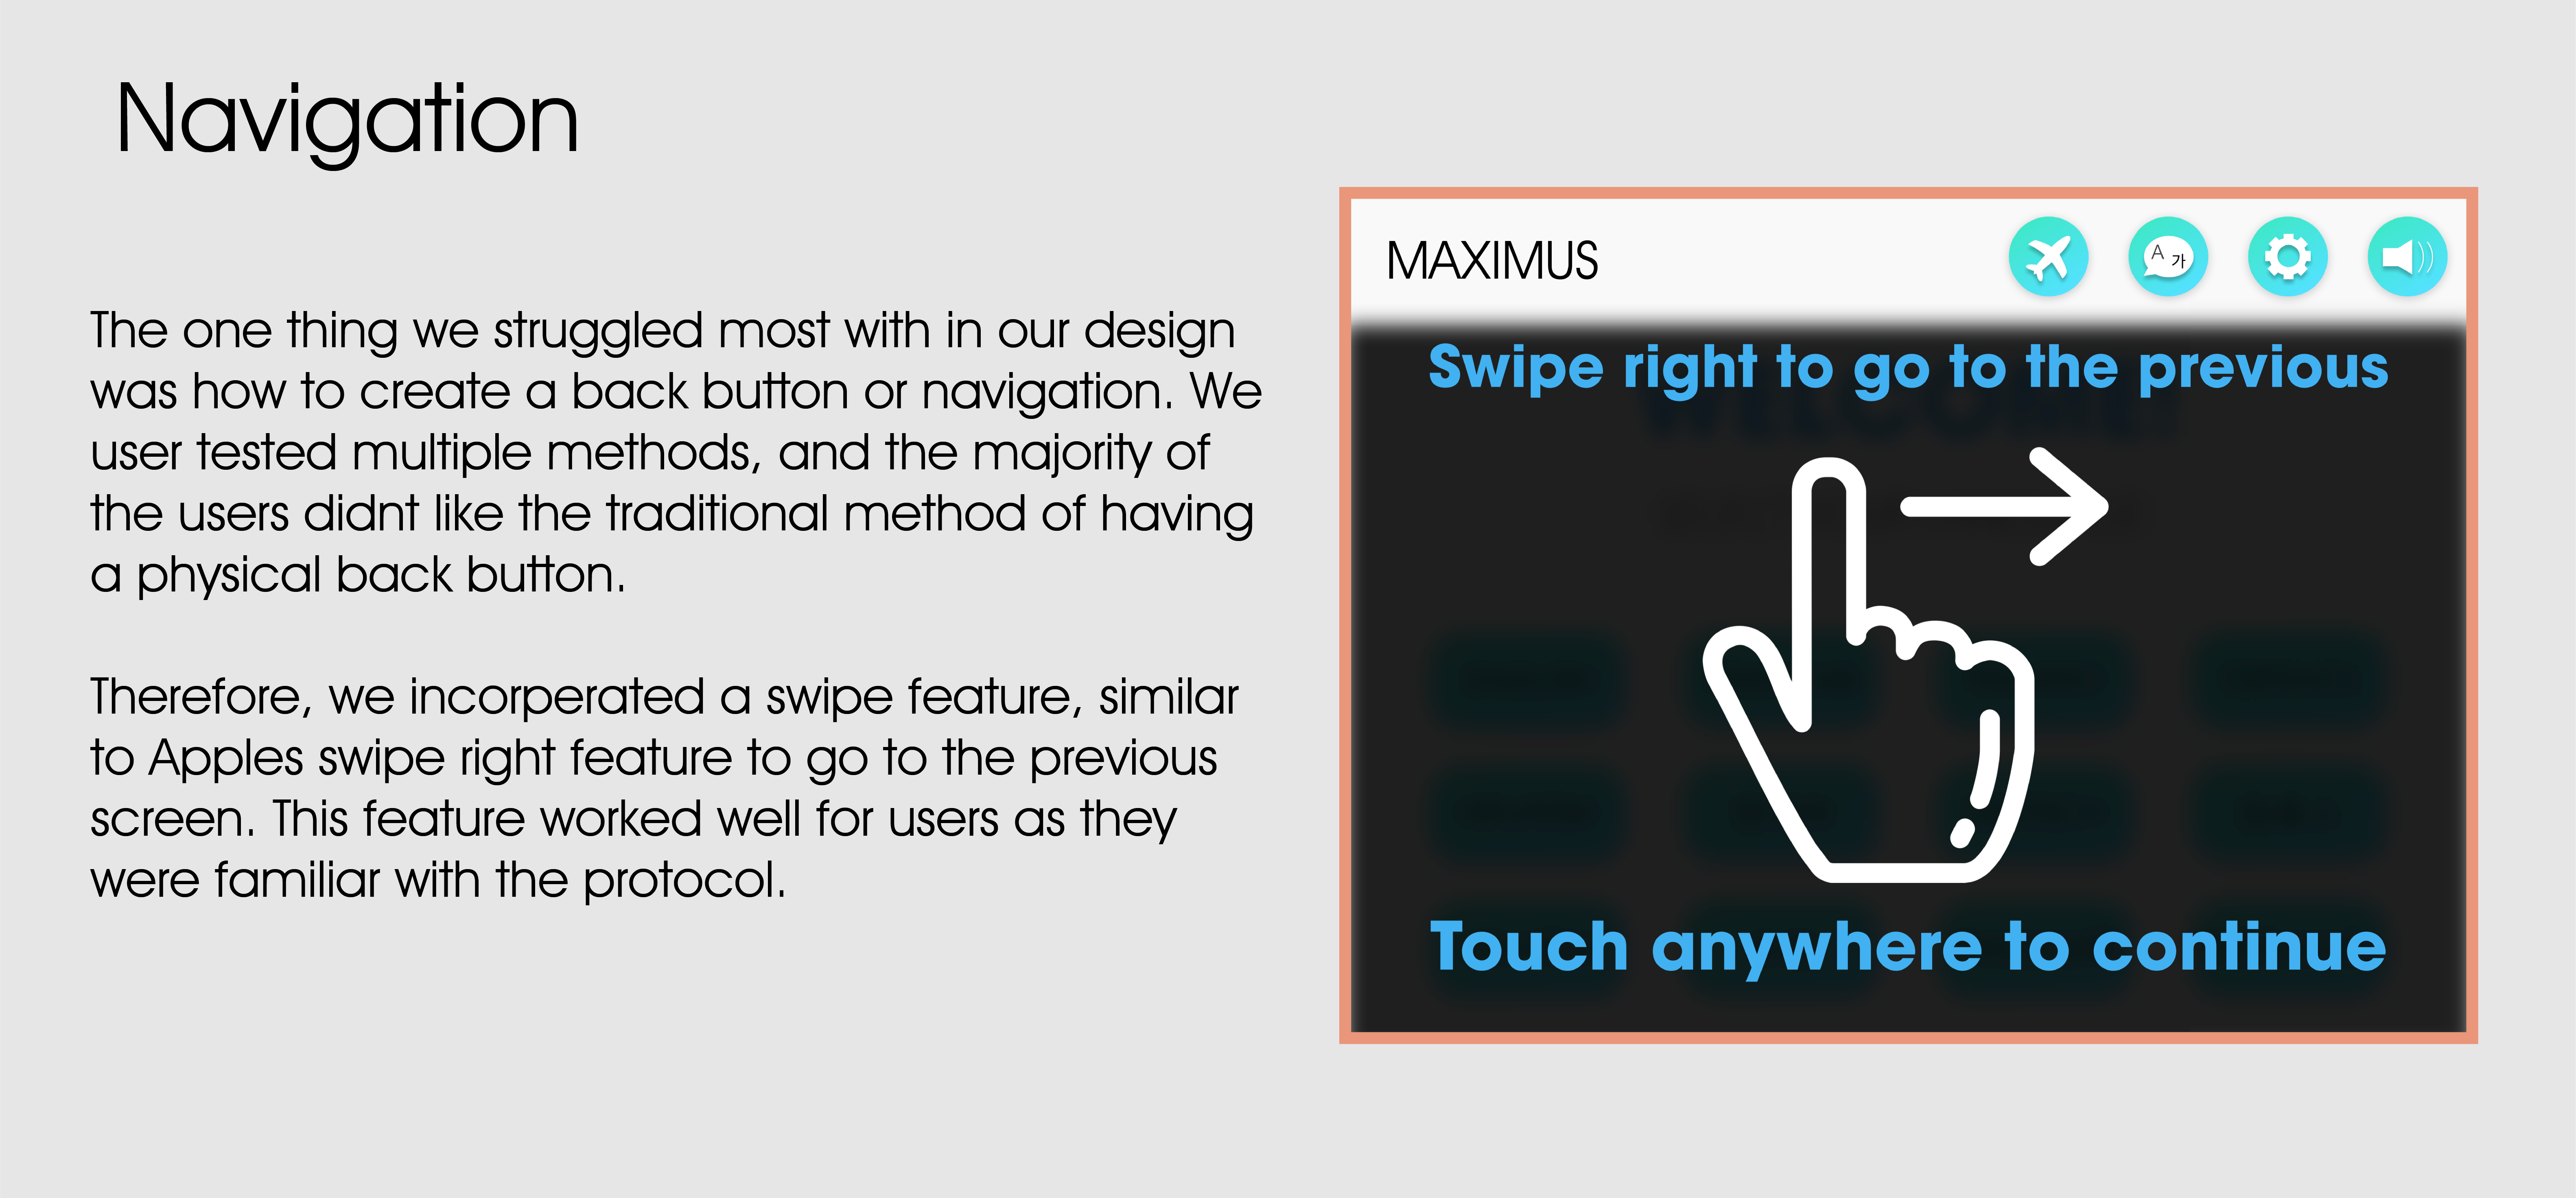 Navigation
The one thing we struggled most with in our design
was how to create a back button or navigation. We
user tested multiple methods, and the majority of
the users didnt like the traditional method of having
a physical back button.
Therefore, we incorperated a swipe feature, similar
to Apples swipe right feature to go to the previous
screen. This feature worked well for users as they
were familiar with the protocol.
MAXIMUS
A 가
Swipe right to go to the previous
WELCOME!
Touch anywhere to continue